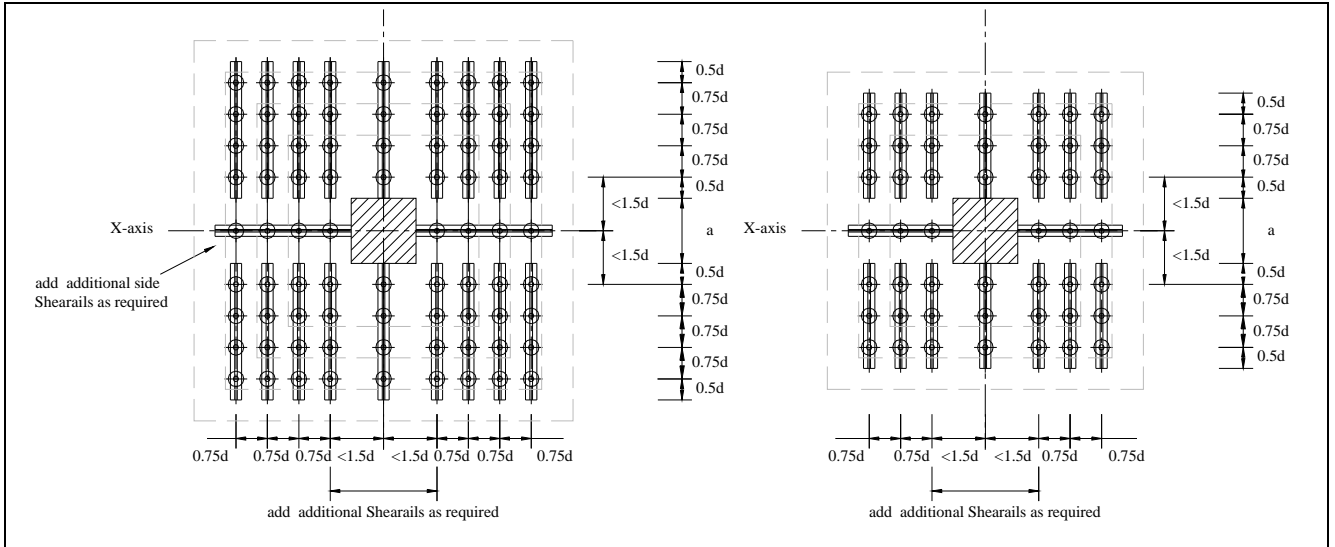 0.5d
0.75d
0.75d
0.75d
0.5d
<1.5d
X-axis
a
<1.5d
add additional side
Shearails as required
0.5d
0.75d
0.75d
0.75d
0.5d
0.75d 0.75d 0.75d <1.5d <1.5d 0.75d 0.75d 0.75d
add additional Shearails as required
0.5d
0.75d
0.75d
0.5d
<1.5d
X-axis
a
<1.5d
0.5d
0.75d
0.75d
0.5d
0.75d 0.75d <1.5d <1.5d 0.75d 0.75d
add additional Shearails as required